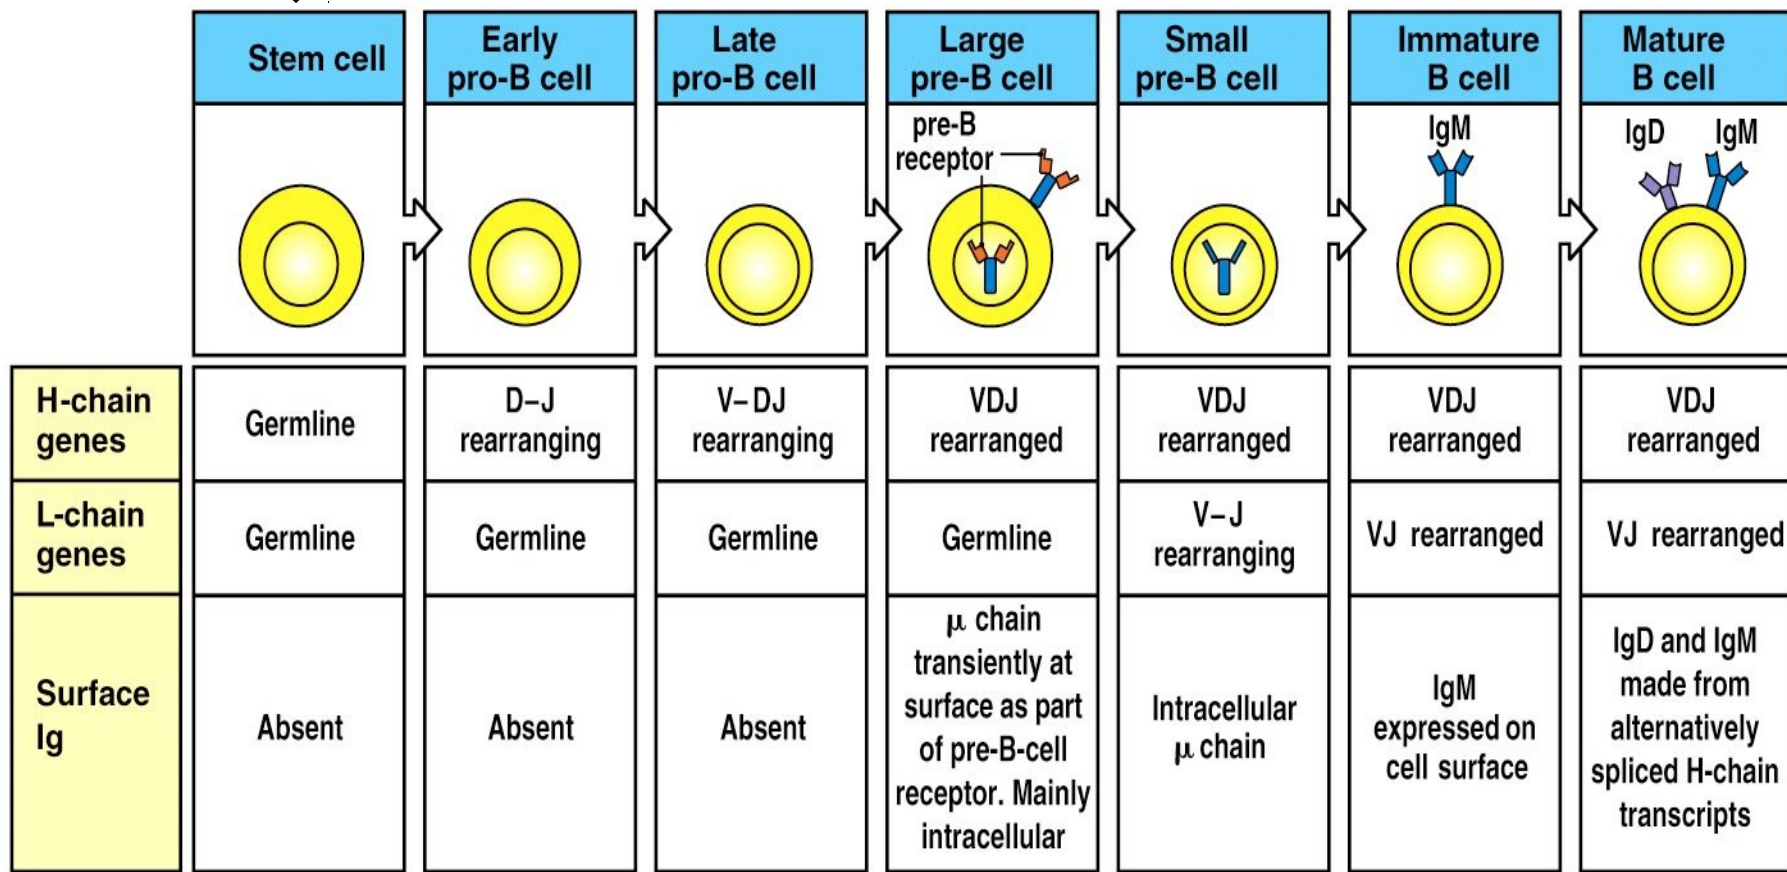 Stem cell
Early
pro-B cell
Late
pro-B cell
Large
pre-B cell
Small
pre-B cell
Immature
B cell
Mature
B cell
pre-B
receptor
IgM
IgD
IgM
H-chain
genes
Germline
D–J
rearranging
V–DJ
rearranging
VDJ
rearranged
VDJ
rearranged
VDJ
rearranged
VDJ
rearranged
L-chain
genes
Germline
Germline
Germline
Germline
V–J
rearranging
VJ rearranged
VJ rearranged
Surface
Ig
Absent
Absent
Absent
μ chain
transiently at
surface as part
of pre-B-cell
receptor. Mainly
intracellular
Intracellular
μ chain
IgM
expressed on
cell surface
IgD and IgM
made from
alternatively
spliced H-chain
transcripts